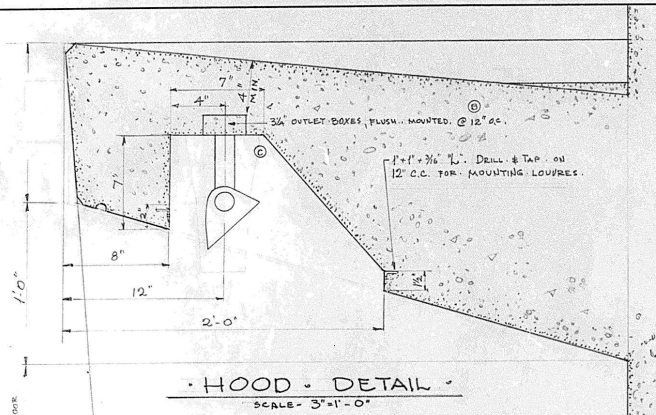 7"
4"
4" MIN
Ⓑ
3¼" OUTLET BOXES, FLUSH MOUNTED. @ 12" O.C.
Ⓒ
1"×1"×3/16" "L". DRILL & TAP ON
12" C.C. FOR MOUNTING LOUVRES.
7"
2"
8"
1½"
12"
1'-0"
2'-0"
· HOOD · DETAIL ·
SCALE- 3"=1'-0"